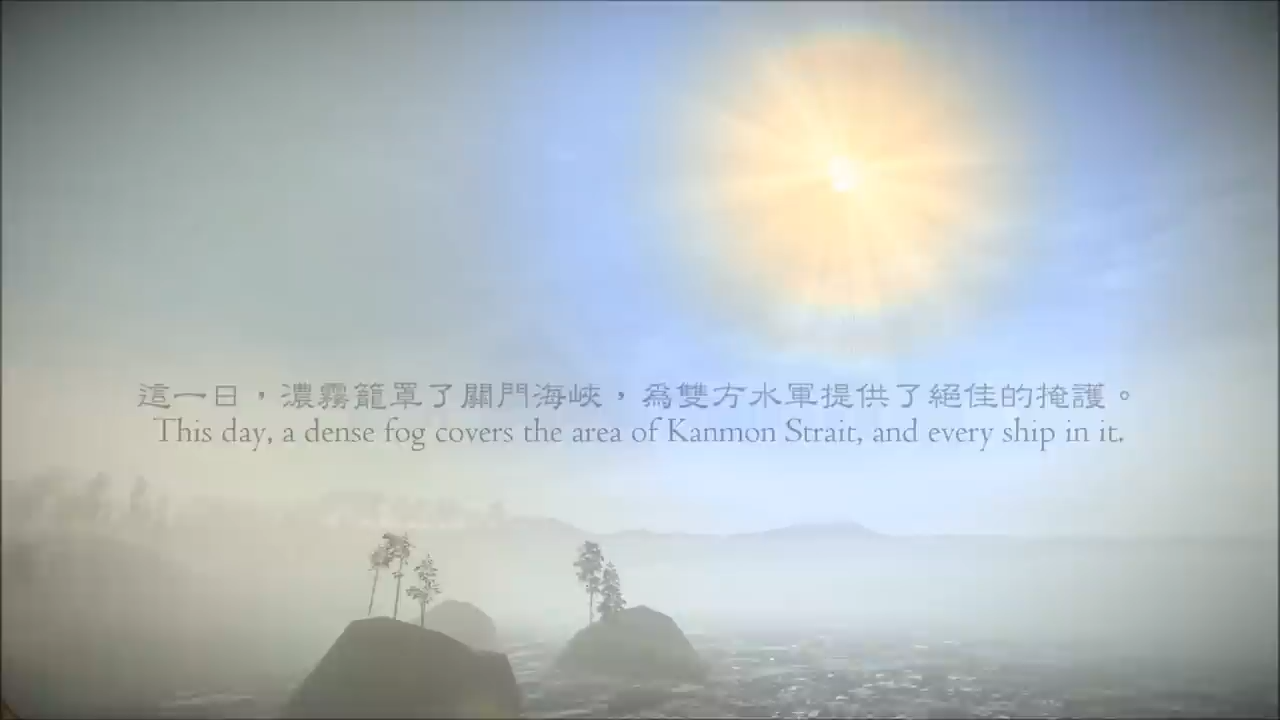 這一日，濃霧籠罩了關門海峽，為雙方水軍提供了絕佳的掩護。
This day, a dense fog covers the area of Kanmon Strait, and every ship in it.